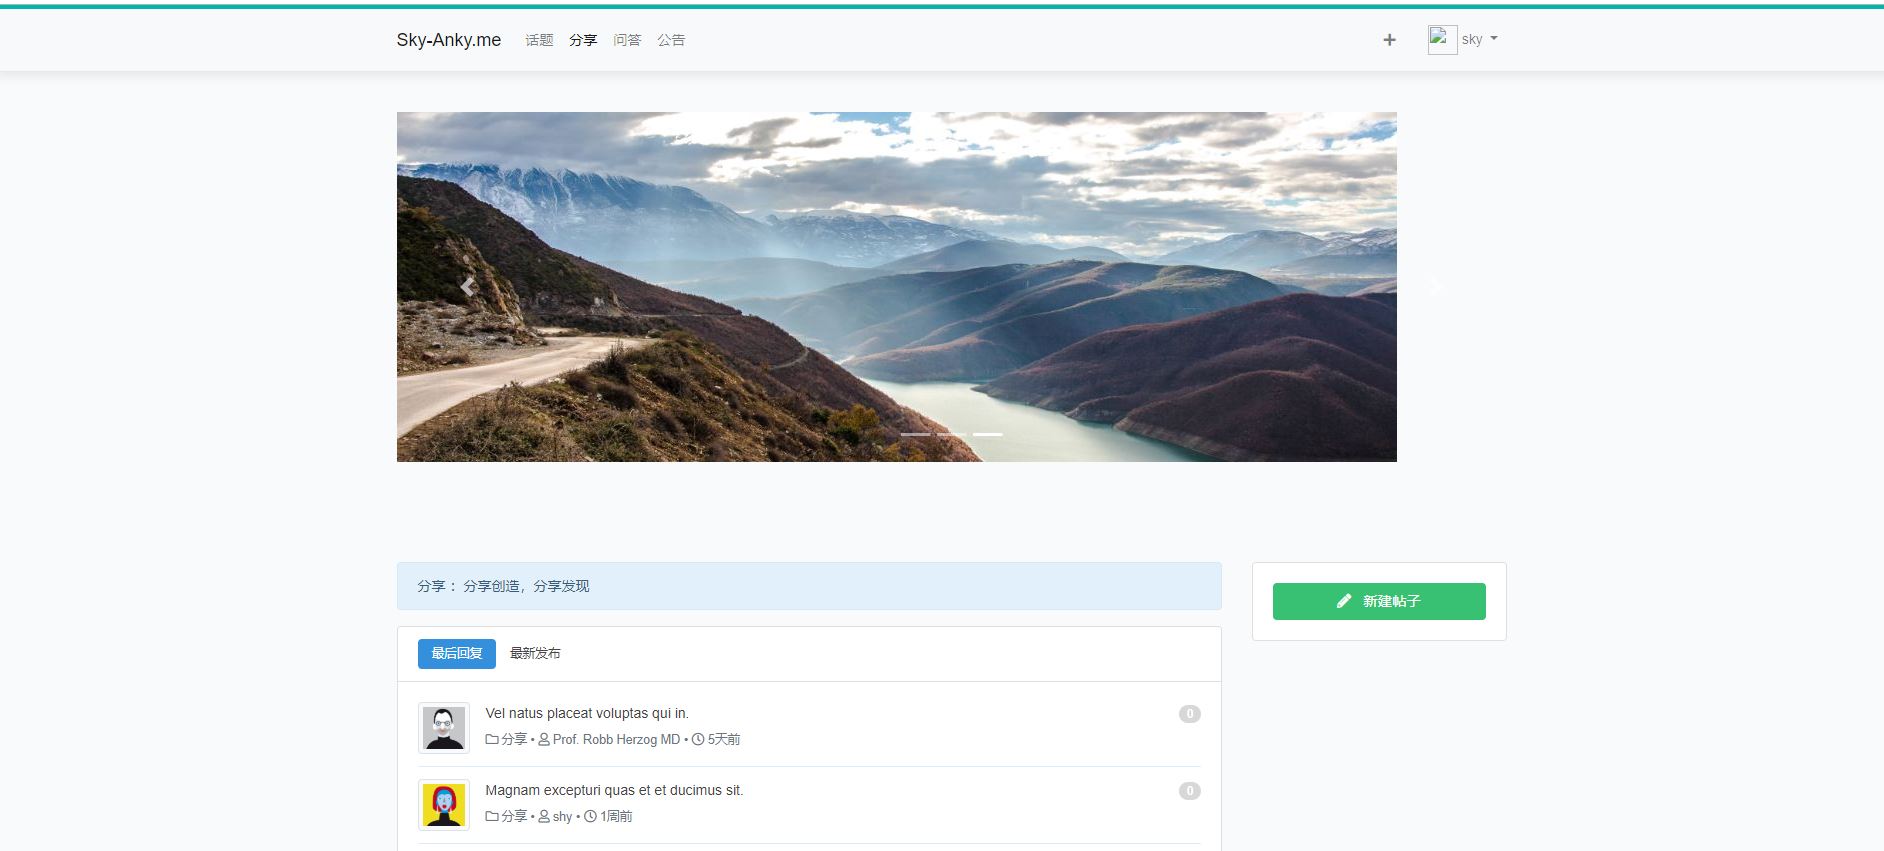 Sky-Anky.me 话题 分享 问答 公告 sky
分享 ：分享创造，分享发现
新建帖子
最后回复 最新发布
Vel natus placeat voluptas qui in. 0
分享 • Prof. Robb Herzog MD • 5天前
Magnam excepturi quas et et ducimus sit. 0
分享 • shy • 1周前